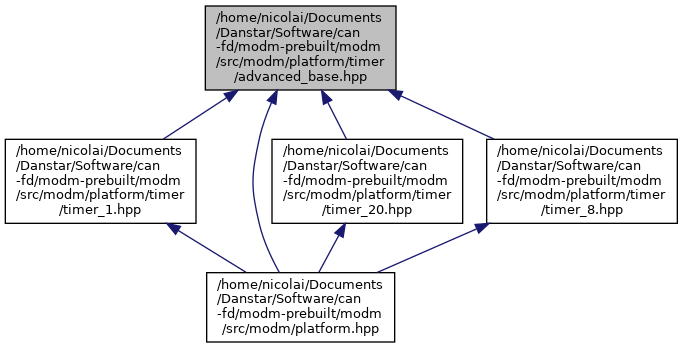 /home/nicolai/Documents
/Danstar/Software/can
-fd/modm-prebuilt/modm
/src/modm/platform/timer
/advanced_base.hpp
/home/nicolai/Documents
/Danstar/Software/can
-fd/modm-prebuilt/modm
/src/modm/platform/timer
/timer_1.hpp
/home/nicolai/Documents
/Danstar/Software/can
-fd/modm-prebuilt/modm
/src/modm/platform/timer
/timer_20.hpp
/home/nicolai/Documents
/Danstar/Software/can
-fd/modm-prebuilt/modm
/src/modm/platform/timer
/timer_8.hpp
/home/nicolai/Documents
/Danstar/Software/can
-fd/modm-prebuilt/modm
/src/modm/platform.hpp